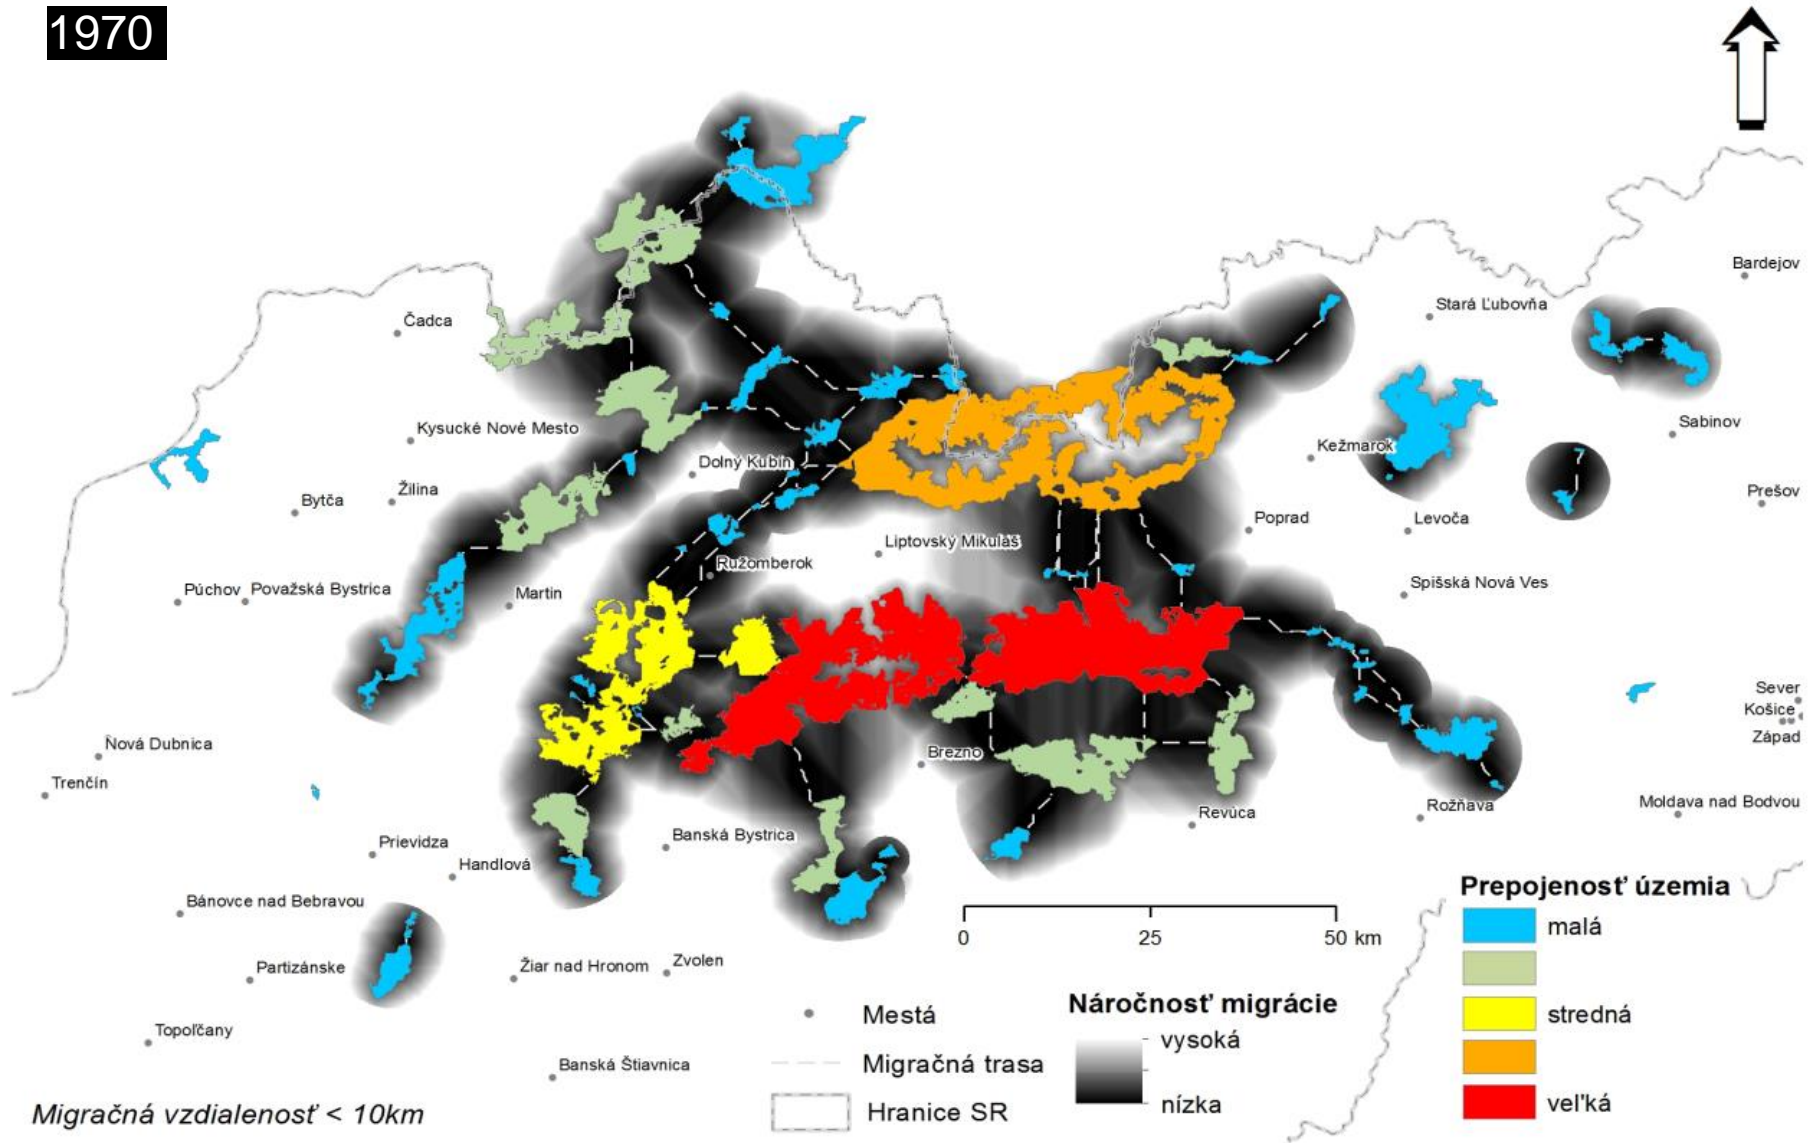 1970
Bardejov
Stará Ľubovňa
Čadca
Sabinov
Kysucké Nové Mesto
Kežmarok
Dolný Kubín
Žilina
Prešov
Bytča
Poprad
Levoča
Liptovský Mikuláš
Ružomberok
Spišská Nová Ves
Púchov
Považská Bystrica
Martin
Sever
Košice
Západ
Nová Dubnica
Brezno
Trenčín
Rožňava
Moldava nad Bodvou
Revúca
Banská Bystrica
Prievidza
Handlová
Bánovce nad Bebravou
Partizánske
Žiar nad Hronom
Zvolen
Topoľčany
Banská Štiavnica
0 25 50 km
Prepojenosť územia
malá
stredná
veľká
Mestá
Migračná trasa
Hranice SR
Náročnosť migrácie
vysoká
nízka
Migračná vzdialenosť < 10km